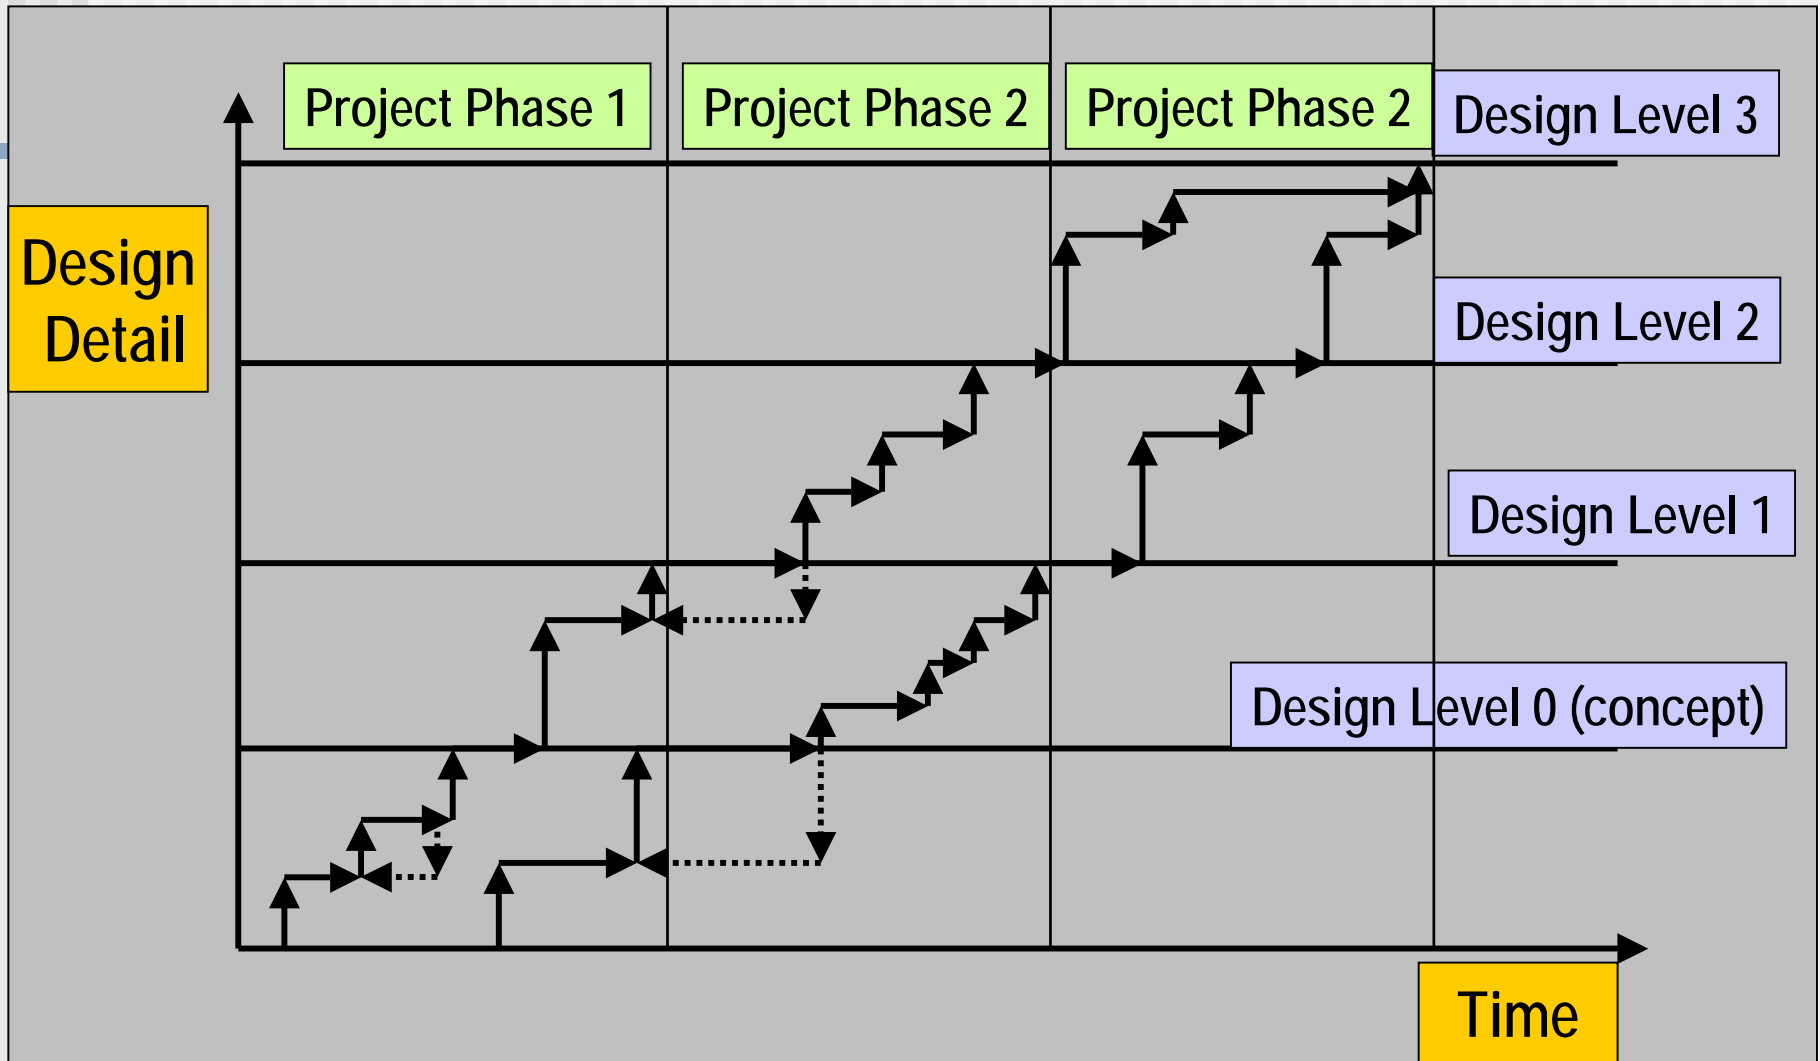 Project Phase 1
Project Phase 2
Project Phase 2
Design Level 3
Design
Detail
Design Level 2
Design Level 1
Design Level 0 (concept)
Time